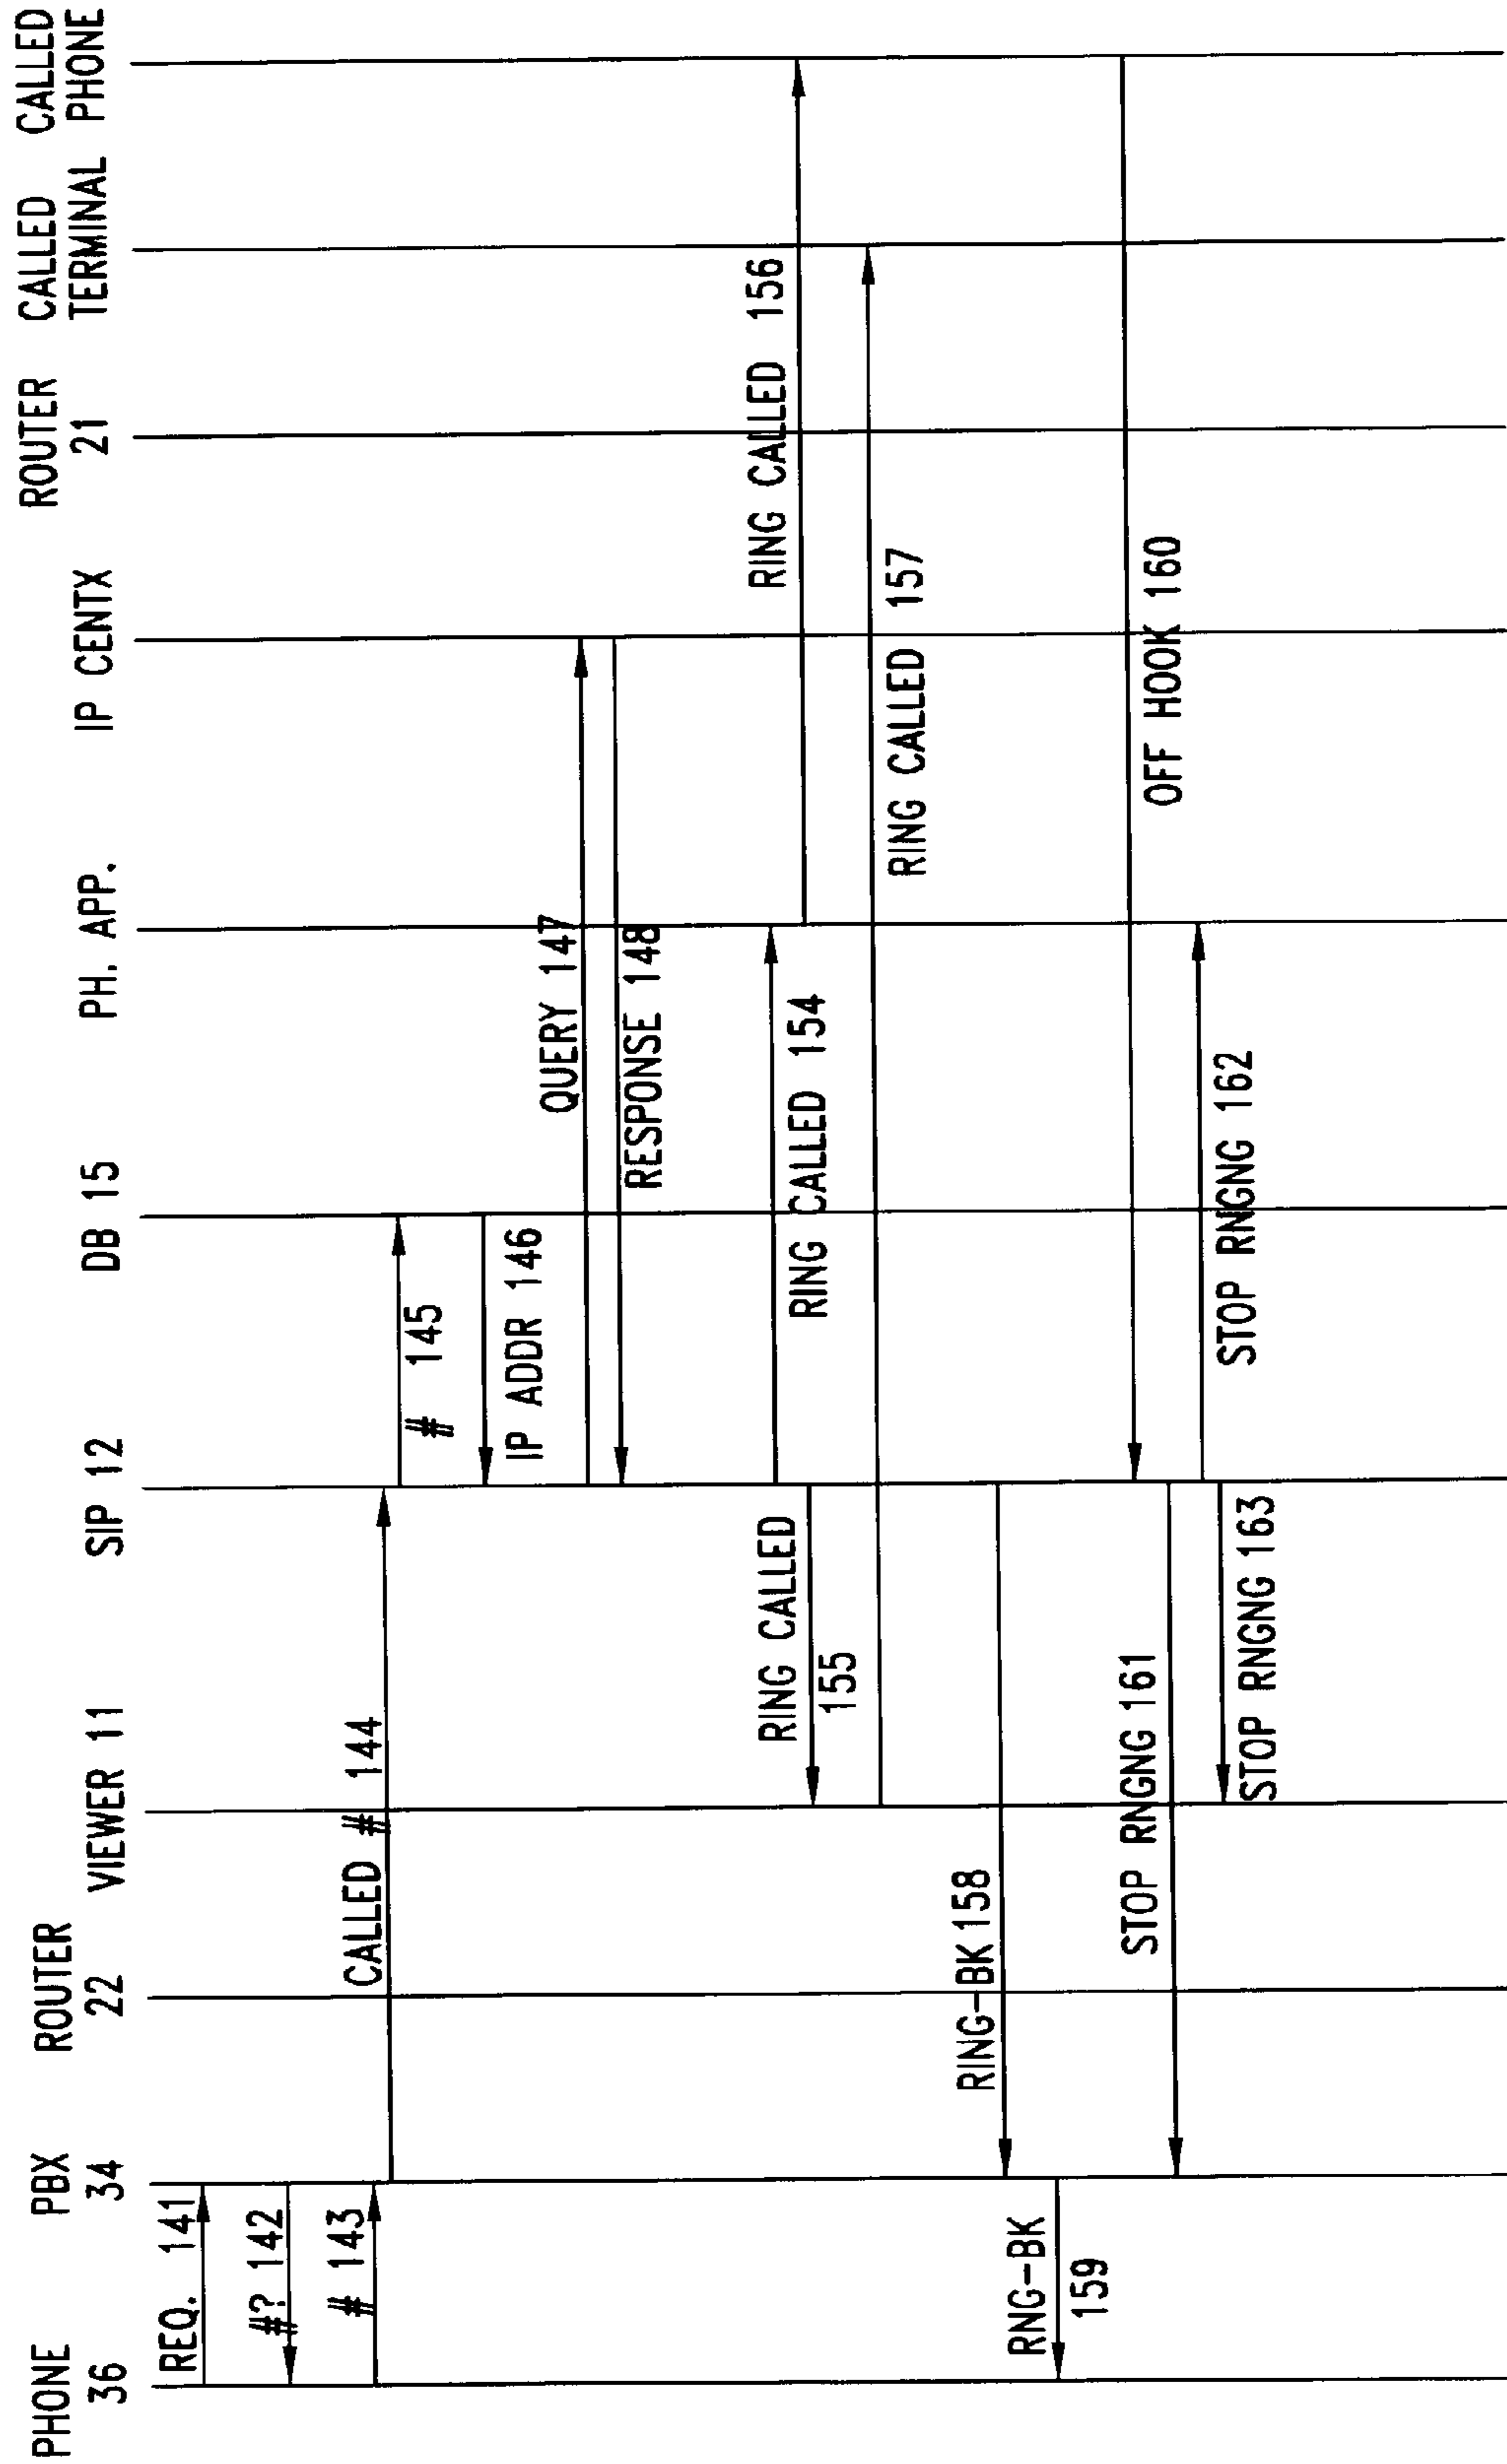 PHONE
36
PBX
34
ROUTER
22
VIEWER 11
SIP 12
DB 15
PH. APP.
IP CENTX
ROUTER
21
CALLED
TERMINAL
CALLED
PHONE
REQ. 141
#? 142
# 143
CALLED # 144
# 145
IP ADDR 146
QUERY 147
RESPONSE 148
RING CALLED 154
RING CALLED
155
RING CALLED 156
RING CALLED 157
RING-BK 158
RNG-BK
159
OFF HOOK 160
STOP RNGNG 161
STOP RNGNG 162
STOP RNGNG 163